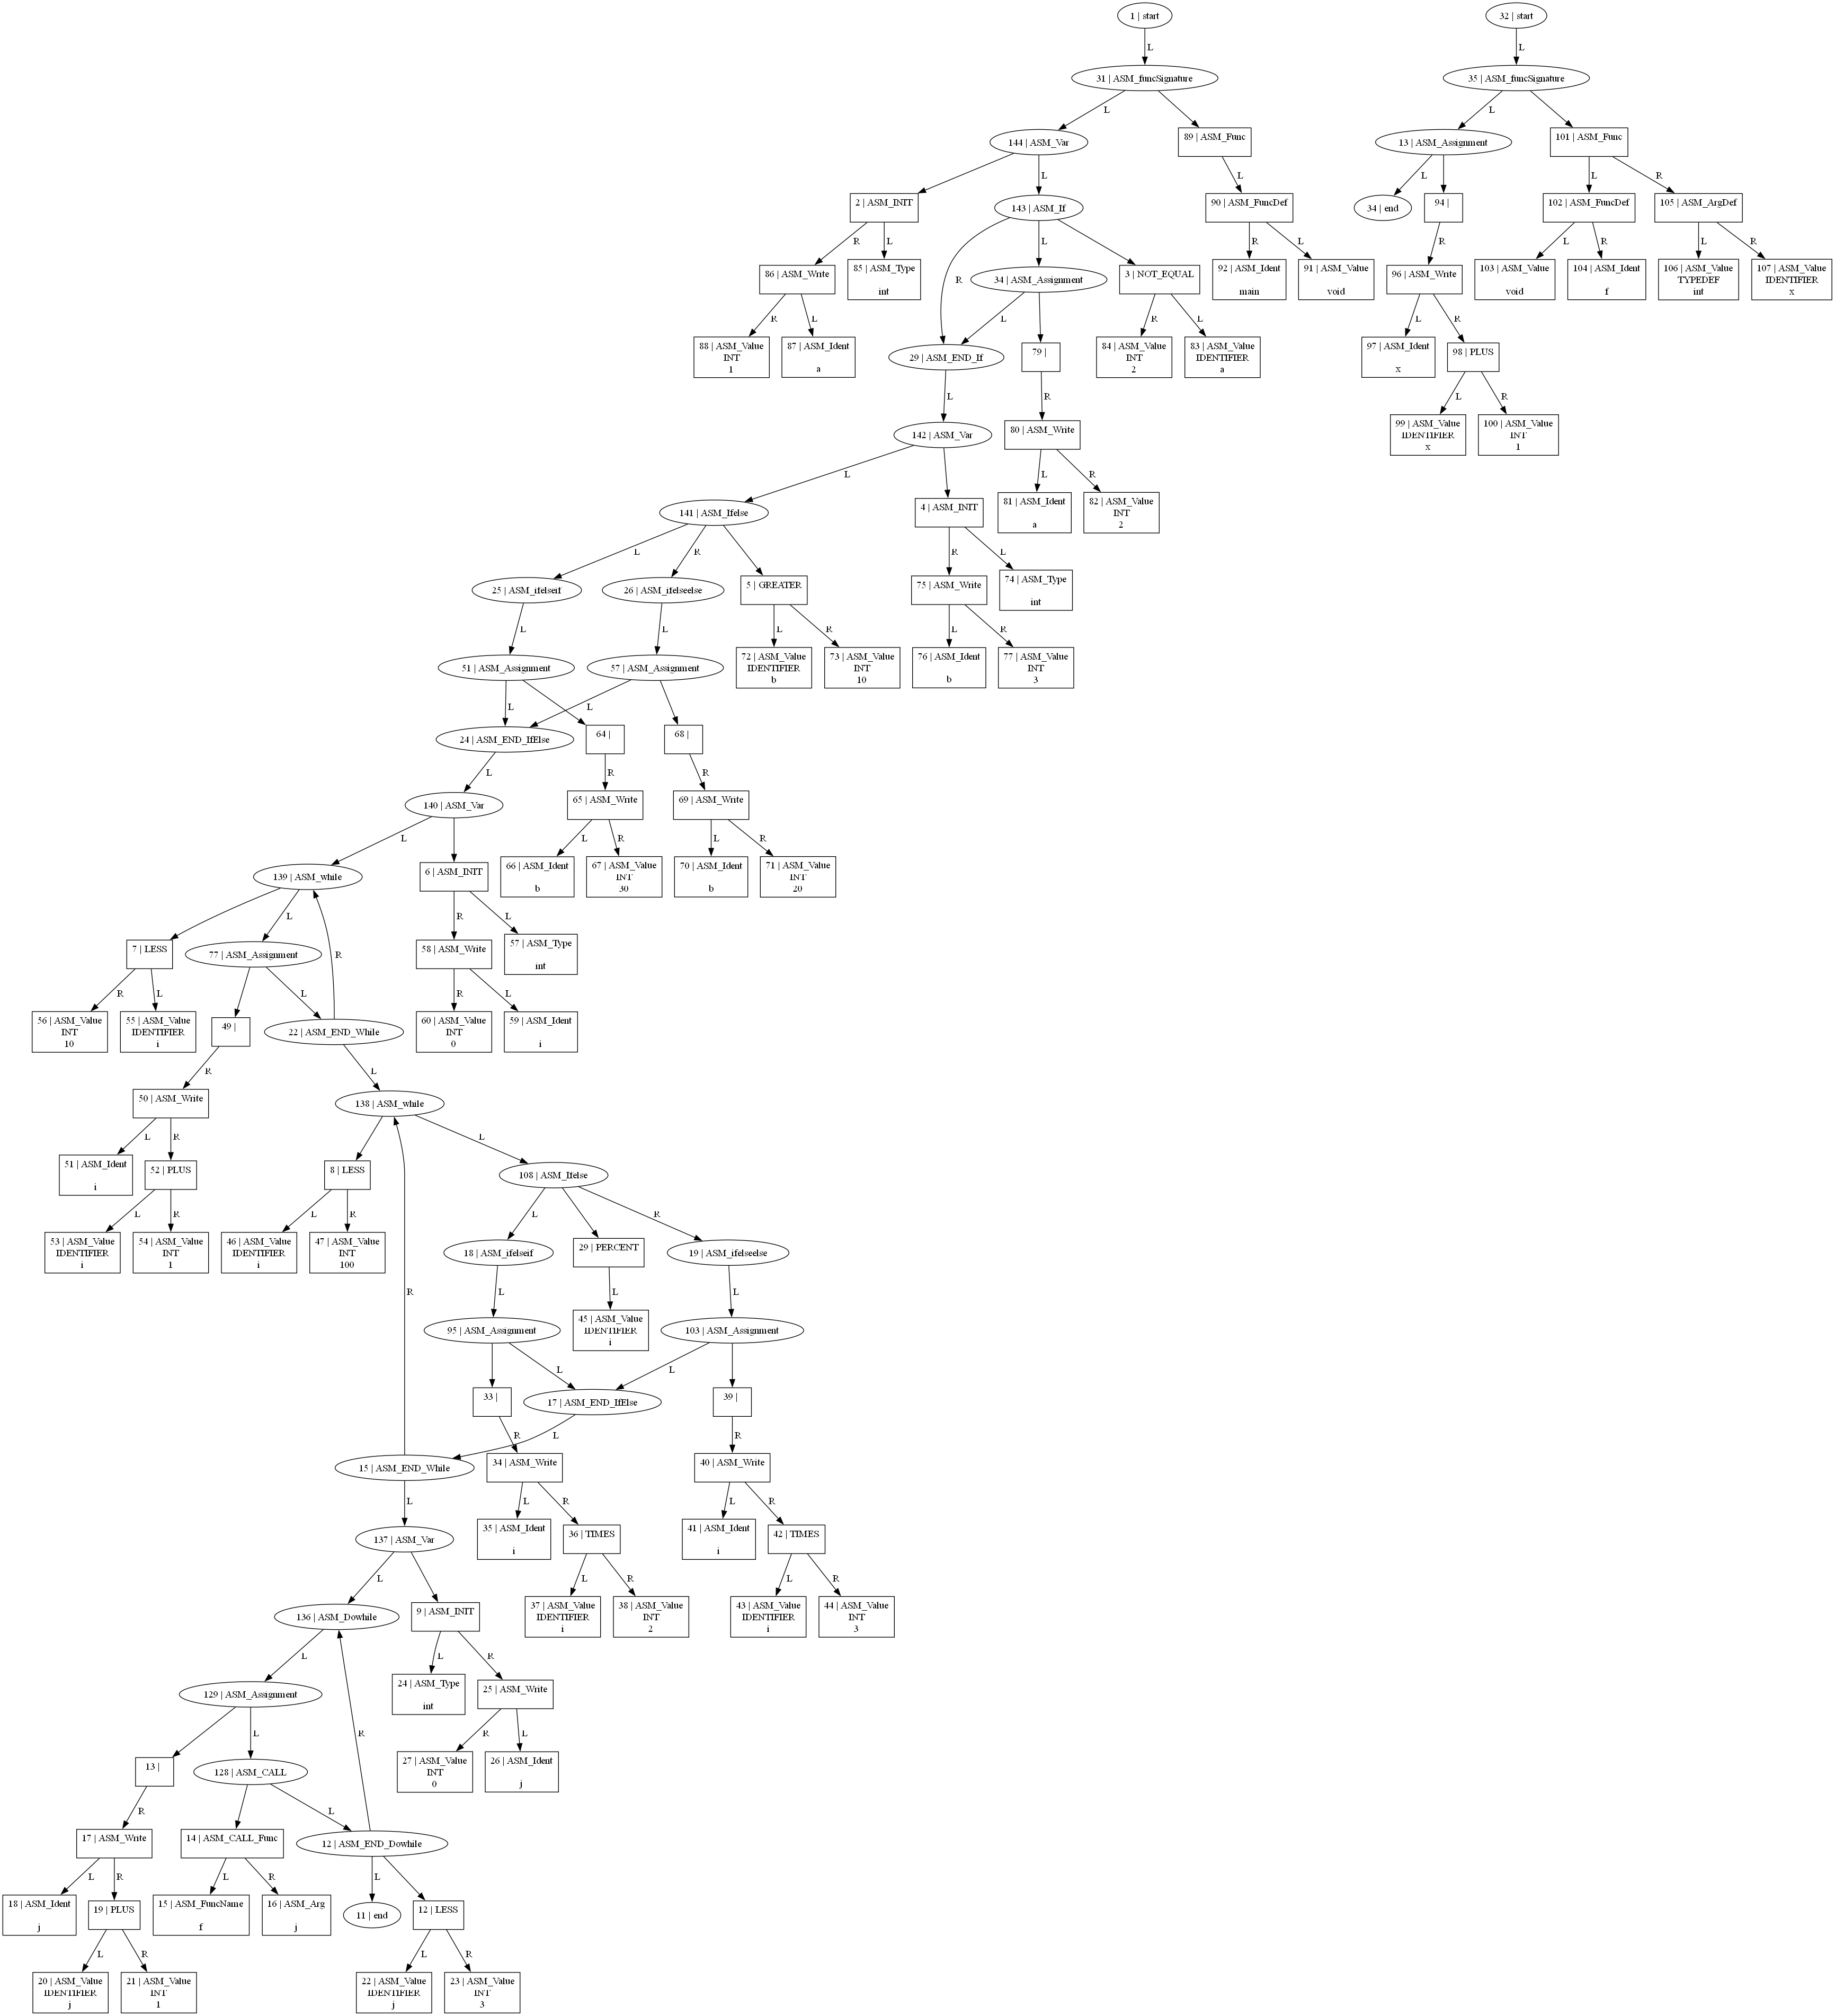 1 | start
32 | start
L
L
31 | ASM_funcSignature
35 | ASM_funcSignature
L
L
144 | ASM_Var
89 | ASM_Func
13 | ASM_Assignment
101 | ASM_Func
L
L
L
L
R
2 | ASM_INIT
143 | ASM_If
90 | ASM_FuncDef
34 | end
94 |
102 | ASM_FuncDef
105 | ASM_ArgDef
R
L
R
L
R
L
R
L
R
L
R
86 | ASM_Write
85 | ASM_Type
int
34 | ASM_Assignment
3 | NOT_EQUAL
92 | ASM_Ident
main
91 | ASM_Value
void
96 | ASM_Write
103 | ASM_Value
void
104 | ASM_Ident
f
106 | ASM_Value
TYPEDEF
int
107 | ASM_Value
IDENTIFIER
x
R
L
L
R
L
L
R
88 | ASM_Value
INT
1
87 | ASM_Ident
a
29 | ASM_END_If
79 |
84 | ASM_Value
INT
2
83 | ASM_Value
IDENTIFIER
a
97 | ASM_Ident
x
98 | PLUS
L
R
L
R
142 | ASM_Var
80 | ASM_Write
99 | ASM_Value
IDENTIFIER
x
100 | ASM_Value
INT
1
L
L
R
141 | ASM_Ifelse
4 | ASM_INIT
81 | ASM_Ident
a
82 | ASM_Value
INT
2
L
R
R
L
25 | ASM_ifelseif
26 | ASM_ifelseelse
5 | GREATER
75 | ASM_Write
74 | ASM_Type
int
L
L
L
R
L
R
51 | ASM_Assignment
57 | ASM_Assignment
72 | ASM_Value
IDENTIFIER
b
73 | ASM_Value
INT
10
76 | ASM_Ident
b
77 | ASM_Value
INT
3
L
L
24 | ASM_END_IfElse
64 |
68 |
L
R
R
140 | ASM_Var
65 | ASM_Write
69 | ASM_Write
L
L
R
L
R
139 | ASM_while
6 | ASM_INIT
66 | ASM_Ident
b
67 | ASM_Value
INT
30
70 | ASM_Ident
b
71 | ASM_Value
INT
20
L
R
L
7 | LESS
77 | ASM_Assignment
R
58 | ASM_Write
57 | ASM_Type
int
R
L
L
R
L
56 | ASM_Value
INT
10
55 | ASM_Value
IDENTIFIER
i
49 |
22 | ASM_END_While
60 | ASM_Value
INT
0
59 | ASM_Ident
i
R
L
50 | ASM_Write
138 | ASM_while
L
R
L
51 | ASM_Ident
i
52 | PLUS
8 | LESS
108 | ASM_Ifelse
L
R
L
R
L
R
53 | ASM_Value
IDENTIFIER
i
54 | ASM_Value
INT
1
46 | ASM_Value
IDENTIFIER
i
47 | ASM_Value
INT
100
18 | ASM_ifelseif
29 | PERCENT
19 | ASM_ifelseelse
R
L
L
L
95 | ASM_Assignment
45 | ASM_Value
IDENTIFIER
i
103 | ASM_Assignment
L
L
33 |
17 | ASM_END_IfElse
39 |
R
L
R
15 | ASM_END_While
34 | ASM_Write
40 | ASM_Write
L
L
R
L
R
137 | ASM_Var
35 | ASM_Ident
i
36 | TIMES
41 | ASM_Ident
i
42 | TIMES
L
L
R
L
R
136 | ASM_Dowhile
9 | ASM_INIT
37 | ASM_Value
IDENTIFIER
i
38 | ASM_Value
INT
2
43 | ASM_Value
IDENTIFIER
i
44 | ASM_Value
INT
3
L
L
R
129 | ASM_Assignment
24 | ASM_Type
int
25 | ASM_Write
L
R
R
L
13 |
128 | ASM_CALL
27 | ASM_Value
INT
0
26 | ASM_Ident
j
R
L
17 | ASM_Write
14 | ASM_CALL_Func
12 | ASM_END_Dowhile
L
R
L
R
L
18 | ASM_Ident
j
19 | PLUS
15 | ASM_FuncName
f
16 | ASM_Arg
j
11 | end
12 | LESS
L
R
L
R
20 | ASM_Value
IDENTIFIER
j
21 | ASM_Value
INT
1
22 | ASM_Value
IDENTIFIER
j
23 | ASM_Value
INT
3